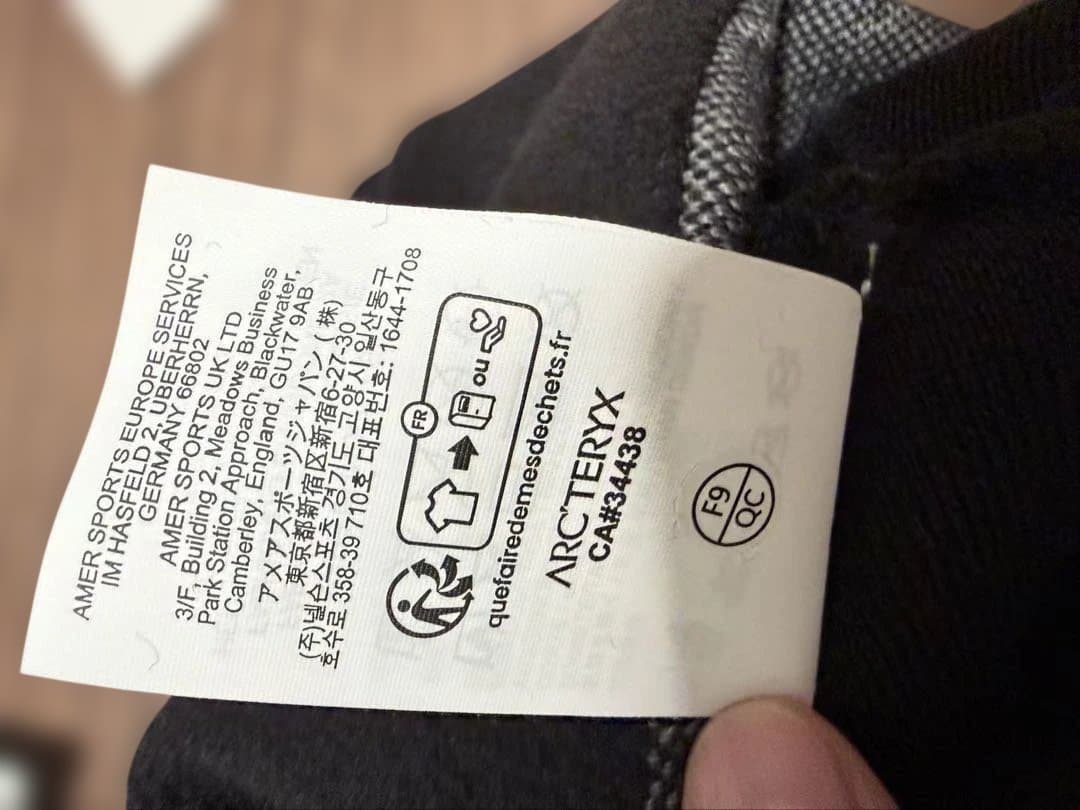 AMER SPORTS EUROPE SERVICES
IM HASFELD 2, UBERHERRN,
GERMANY 66802
AMER SPORTS UK LTD
3/F, Building 2, Meadows Business
Park Station Approach, Blackwater,
Camberley, England, GU17 9AB
アメアスポーツジャパン (株)
東京都新宿区新宿6-27-30
(주)넬슨스포츠 경기도 고양시 일산동구
호수로 358-39 710호 대표번호: 1644-1708
FR
ou
quefairedemesdechets.fr
ARC'TERYX
CA#34438
F9
QC